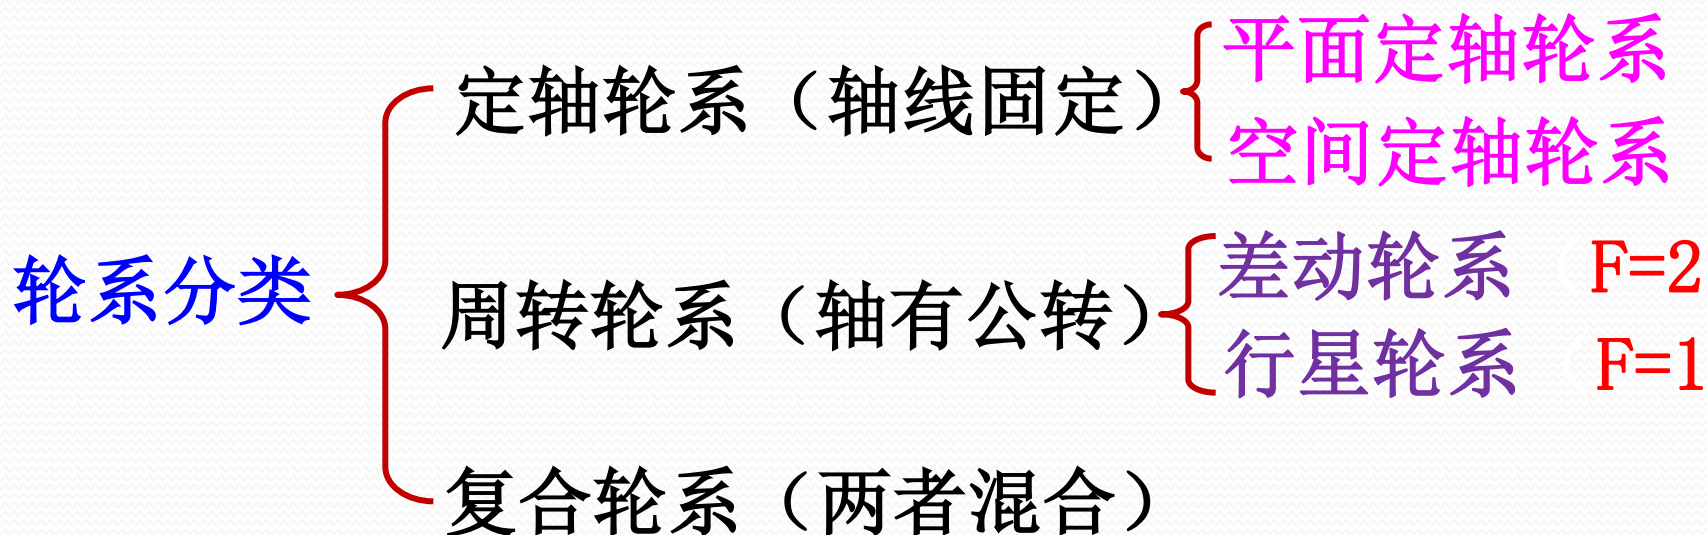 轮系分类
定轴轮系（轴线固定）
平面定轴轮系
空间定轴轮系
周转轮系（轴有公转）
差动轮系 F=2
行星轮系 F=1
复合轮系（两者混合）